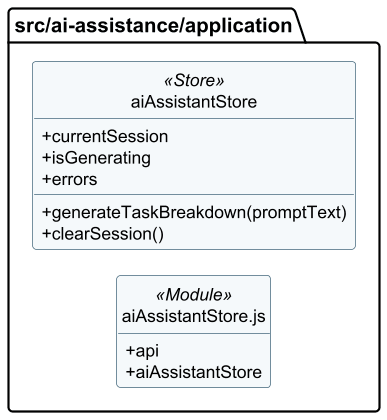 src/ai-assistance/application
«Store»
aiAssistantStore
+currentSession
+isGenerating
+errors
+generateTaskBreakdown(promptText)
+clearSession()
«Module»
aiAssistantStore.js
+api
+aiAssistantStore